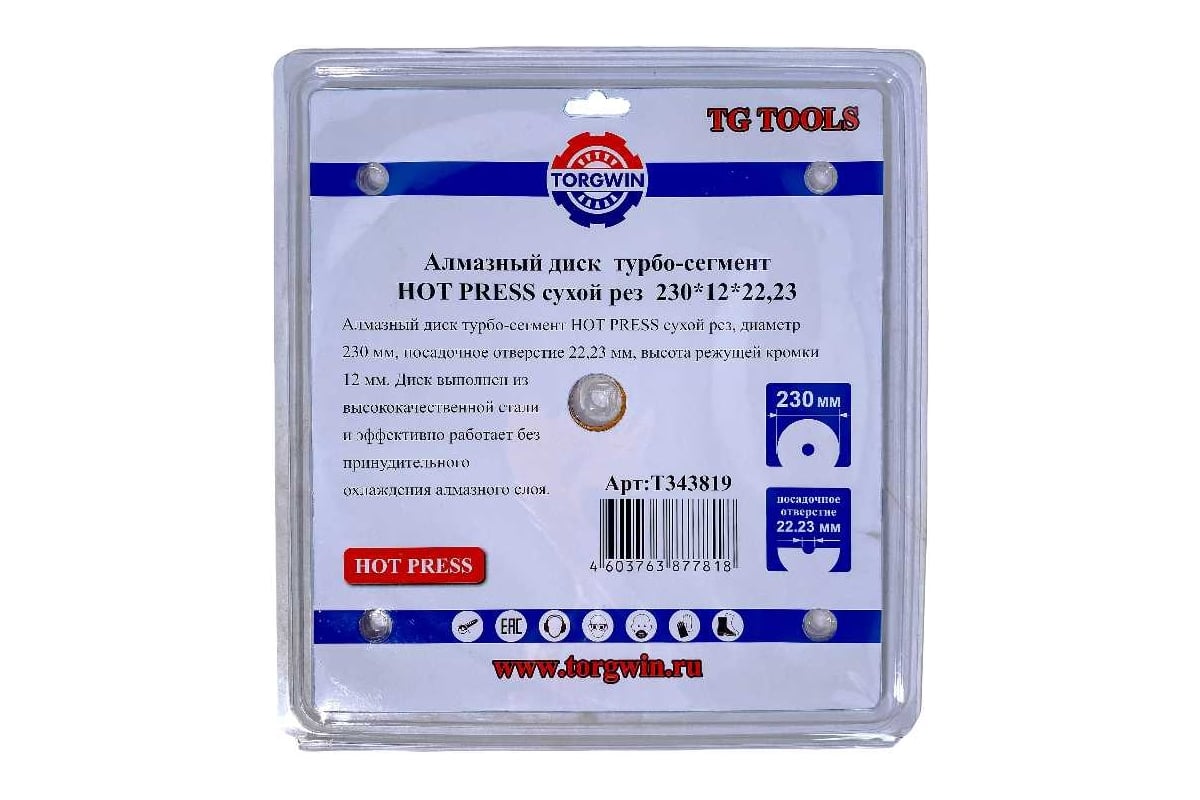 TG TOOLS
TORGWIN
Алмазный диск турбо-сегмент
HOT PRESS сухой рез 230*12*22,23
Алмазный диск турбо-сегмент HOT PRESS сухой рез, диаметр
230 мм, посадочное отверстие 22,23 мм, высота режущей кромки
12 мм. Диск выполнен из
высококачественной стали
и эффективно работает без
принудительного
охлаждения алмазного слоя.
230 мм
Арт:Т343819
посадочное
отверстие
22.23 мм
4 603763 877818
HOT PRESS
EAC
www.torgwin.ru